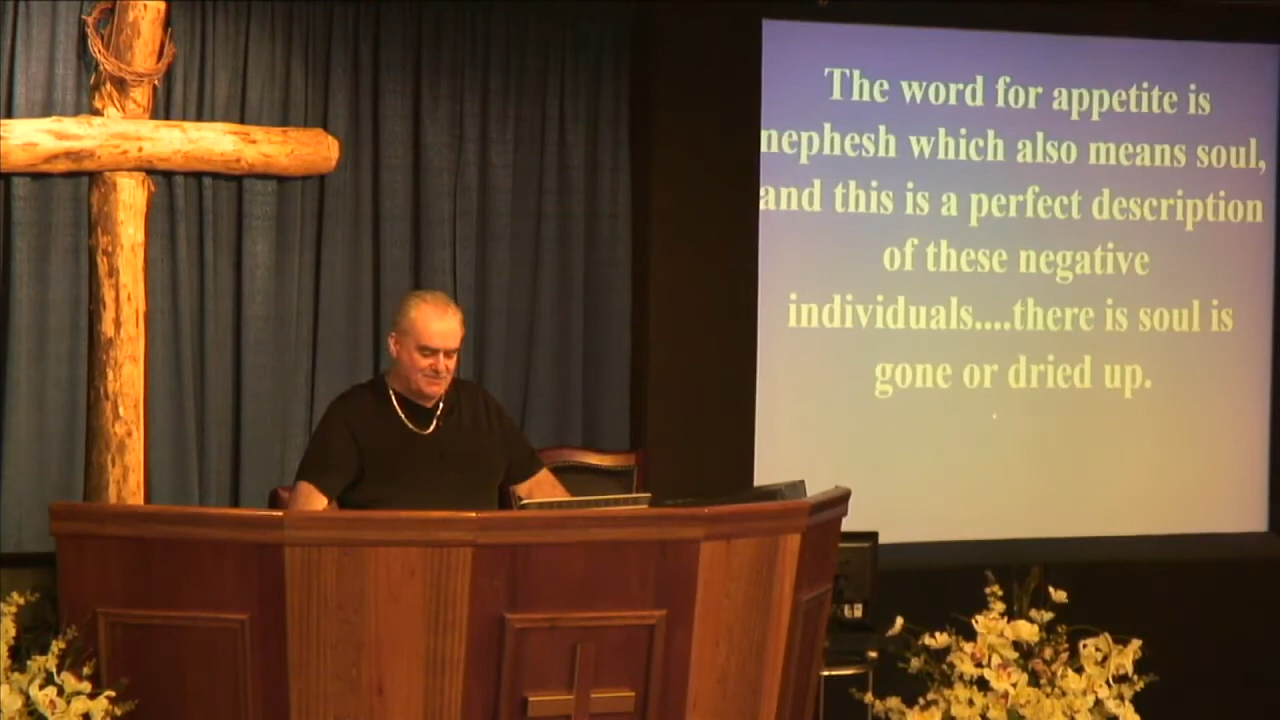 The word for appetite is
nephesh which also means soul,
and this is a perfect description
of these negative
individuals....there is soul is
gone or dried up.